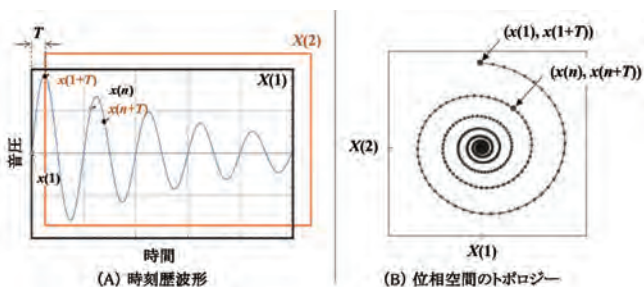 T
X(2)
x(1+T)
x(n)
X(1)
x(n+T)
音圧
x(1)
時間
(A) 時刻歴波形
(x(1), x(1+T))
(x(n), x(n+T))
X(2)
X(1)
(B) 位相空間のトポロジー